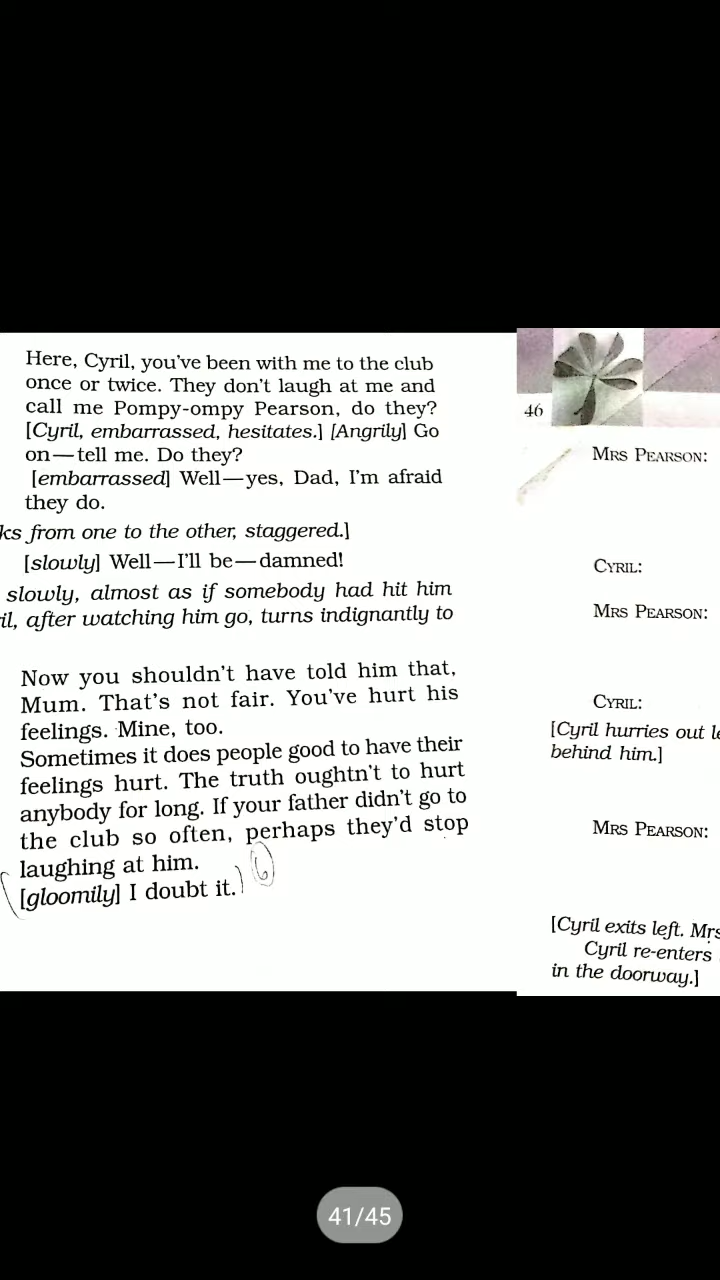 Here, Cyril, you've been with me to the club
once or twice. They don't laugh at me and
call me Pompy-ompy Pearson, do they?
[Cyril, embarrassed, hesitates.] [Angrily] Go
on—tell me. Do they?
[embarrassed] Well—yes, Dad, I'm afraid
they do.
ks from one to the other, staggered.]
[slowly] Well—I'll be—damned!
slowly, almost as if somebody had hit him
il, after watching him go, turns indignantly to
Now you shouldn't have told him that,
Mum. That's not fair. You've hurt his
feelings. Mine, too.
Sometimes it does people good to have their
feelings hurt. The truth oughtn't to hurt
anybody for long. If your father didn't go to
the club so often, perhaps they'd stop
laughing at him.
[gloomily] I doubt it.
6
46
MRS PEARSON:
CYRIL:
MRS PEARSON:
CYRIL:
[Cyril hurries out le
behind him.]
MRS PEARSON:
[Cyril exits left. Mrs
Cyril re-enters
in the doorway.]
41/45